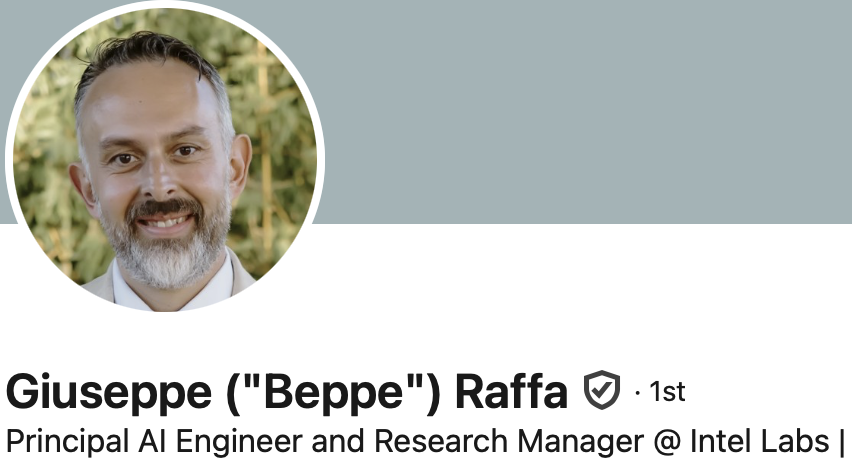 Giuseppe ("Beppe") Raffa · 1st
Principal AI Engineer and Research Manager @ Intel Labs |